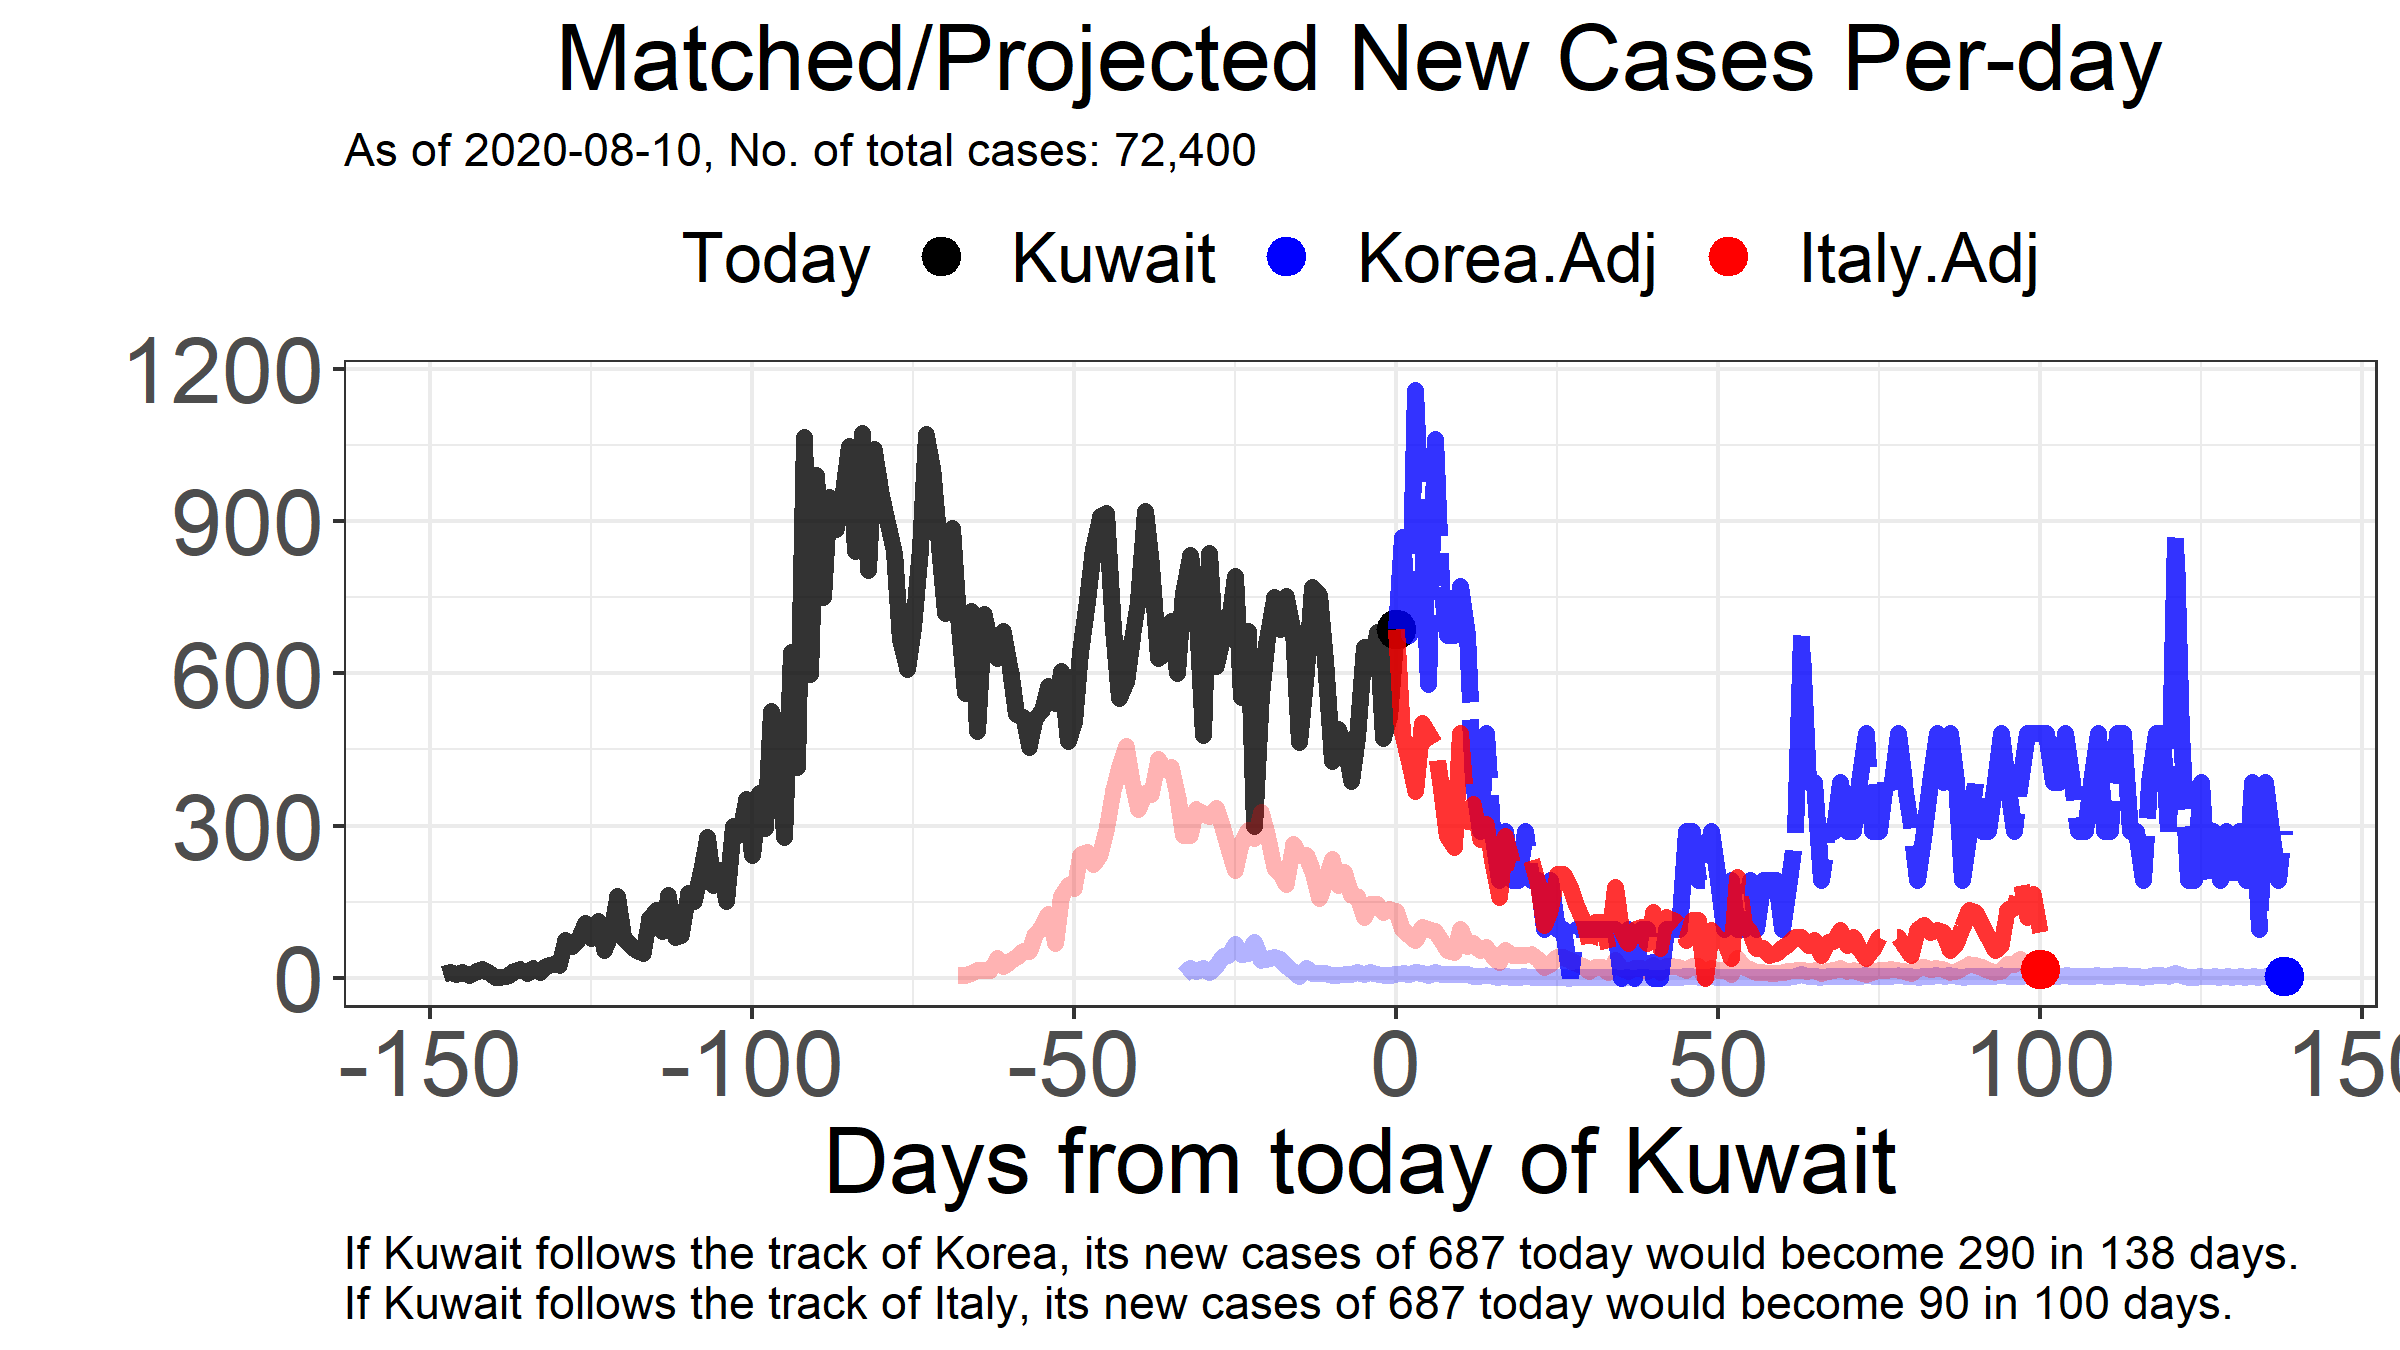 Matched/Projected New Cases Per-day
As of 2020-08-10, No. of total cases: 72,400
Today Kuwait Korea.Adj Italy.Adj
1200
900
600
300
0
-150 -100 -50 0 50 100 150
Days from today of Kuwait
If Kuwait follows the track of Korea, its new cases of 687 today would become 290 in 138 days.
If Kuwait follows the track of Italy, its new cases of 687 today would become 90 in 100 days.